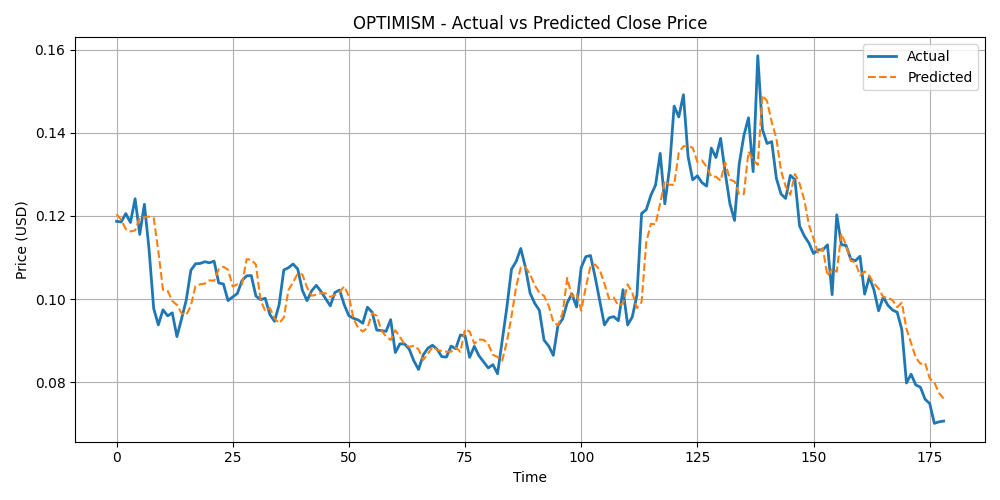 OPTIMISM - Actual vs Predicted Close Price
Actual
Predicted
Price (USD)
0.16
0.14
0.12
0.10
0.08
0 25 50 75 100 125 150 175
Time